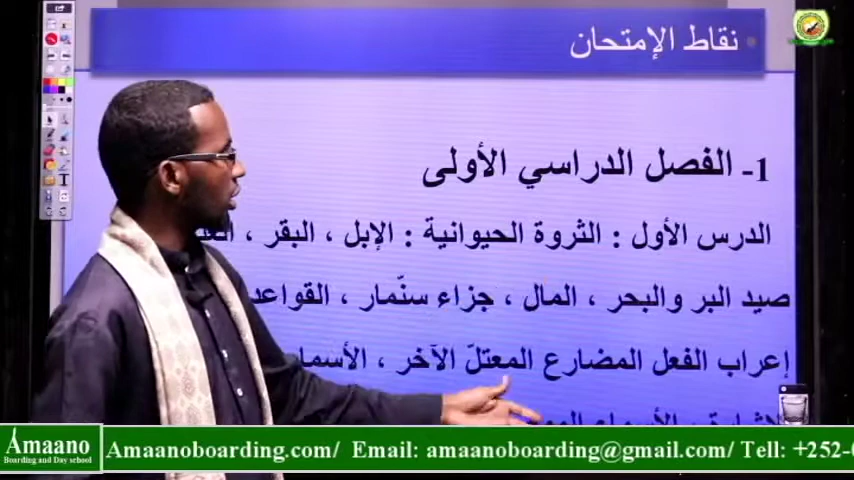 نقاط الإمتحان
1- الفصل الدراسي الأولى
الدرس الأول : الثروة الحيوانية : الإبل ، البقر ،
صيد البر والبحر ، المال ، جزاء سنّمار ، القواعد
إعراب الفعل المضارع المعتلّ الآخر ،
Amaano
Boarding and Day school
Amaanoboarding.com/ Email: amaanoboarding@gmail.com/ Tell: +252-